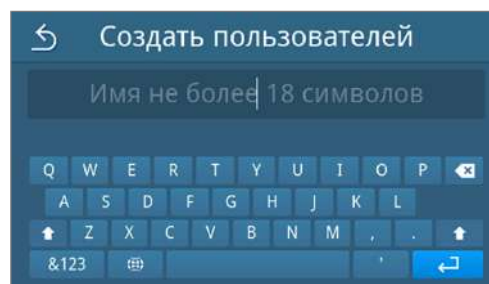 Создать пользователей
Имя не более 18 символов
Q W E R T Y U I O P
A S D F G H J K L
Z X C V B N M , .
&123 '